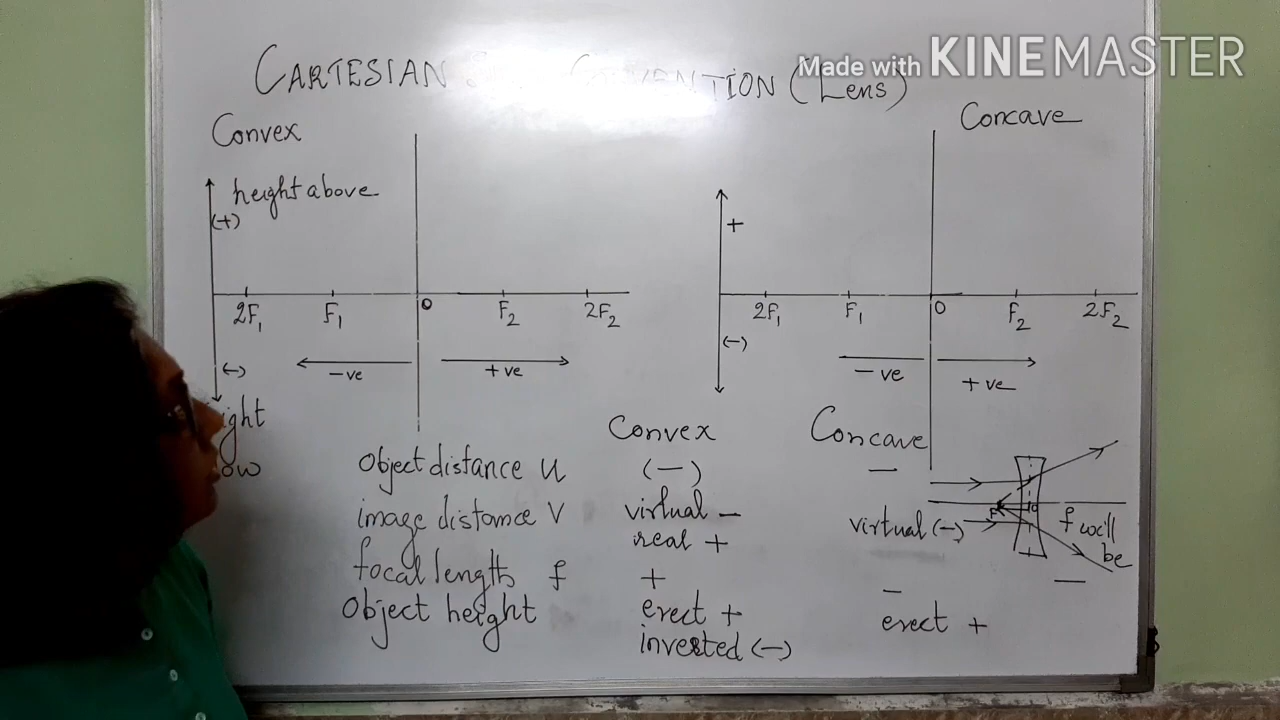 Made with KINEMASTER
CARTESIAN CONVENTION (Lens)
Convex
Concave
height above
(+)
+
2F₁ F₁ O F₂ 2F₂
2F₁ F₁ O F₂ 2F₂
(−)
(−)
−ve +ve
−ve +ve
Convex Concave
Object distance u (−) −
image distance V virtual − virtual (−)
real +
focal length f + −
Object height erect + erect +
inverted (−)
F O
f will
be
−